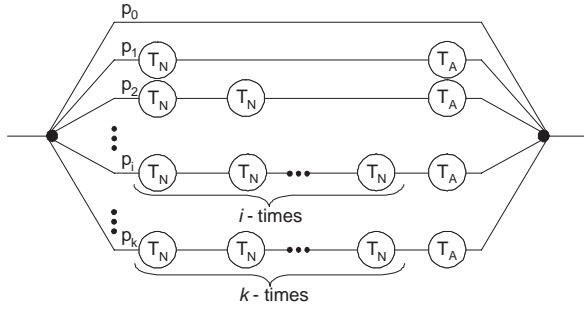 p0
p1 TN TA
p2 TN TN TA
pi TN TN TN TA
i - times
pk TN TN TN TA
k - times